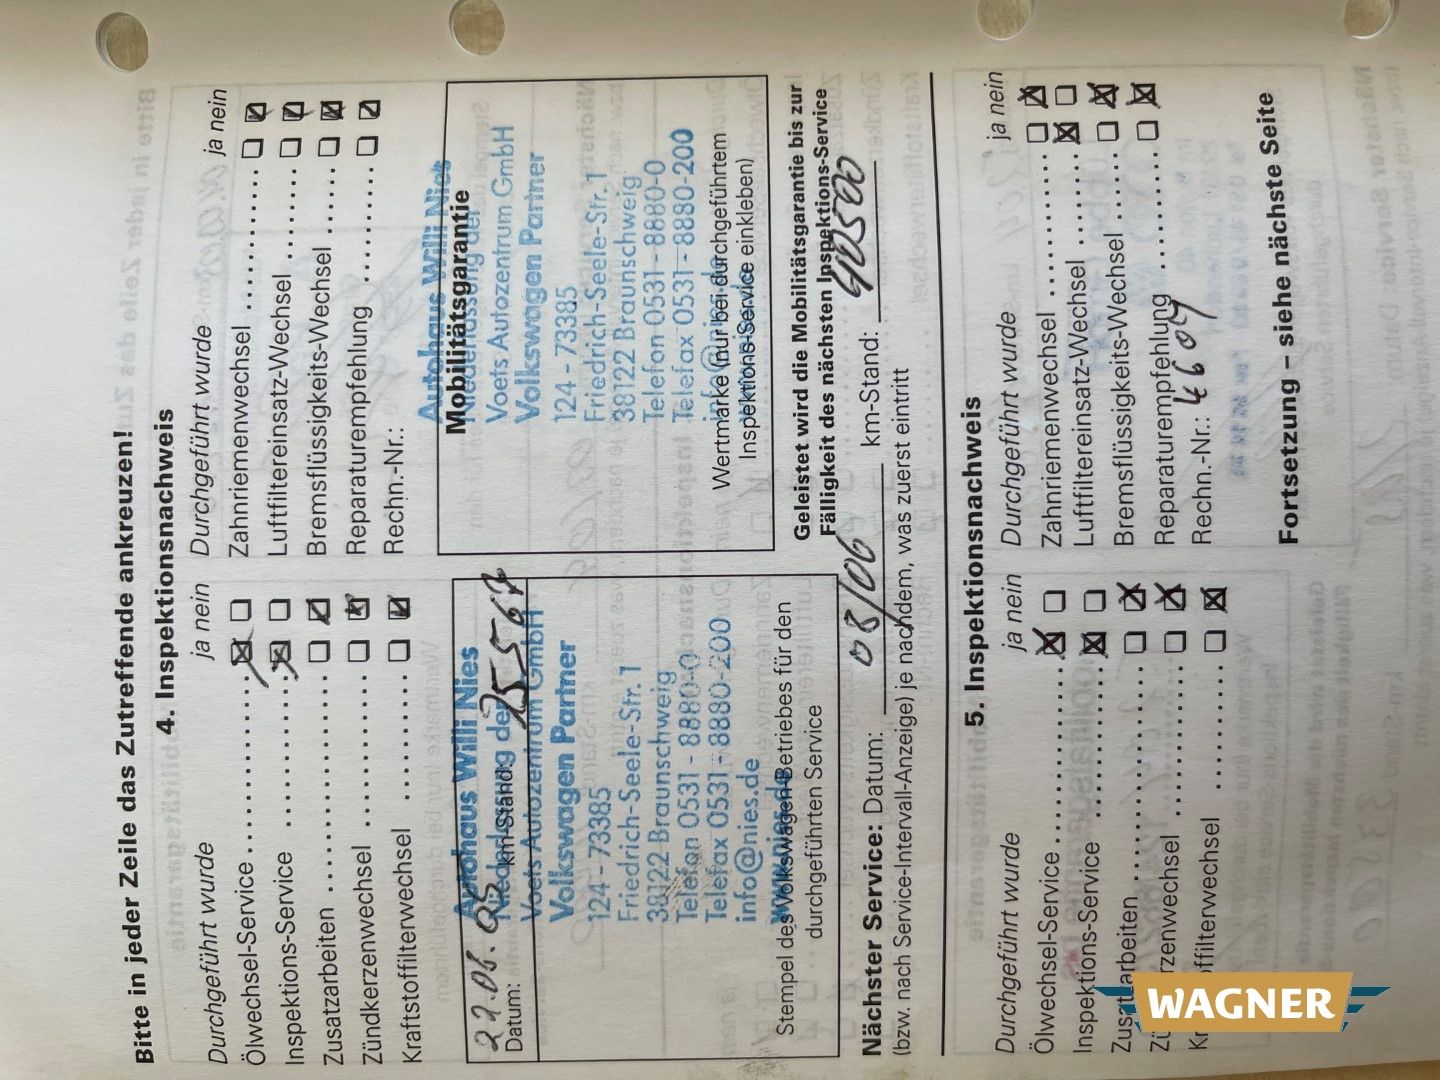 Bitte in jeder Zeile das Zutreffende ankreuzen!
4. Inspektionsnachweis
Durchgeführt wurde ja nein
Ölwechsel-Service
Inspektions-Service
Zusatzarbeiten
Zündkerzenwechsel
Kraftstoffilterwechsel
Durchgeführt wurde ja nein
Zahnriemenwechsel
Luftfiltereinsatz-Wechsel
Bremsflüssigkeits-Wechsel
Reparaturempfehlung
Rechn.-Nr.:
Datum: km-Stand:
Autohaus Willi Nies
Niederlassung der
Voets Autozentrum GmbH
Volkswagen Partner
124 - 73385
Friedrich-Seele-Str. 1
38122 Braunschweig
Telefon 0531 - 8880-0
Telefax 0531 - 8880-200
info@nies.de
Stempel des Volkswagen-Betriebes für den
durchgeführten Service
Mobilitätsgarantie
Autohaus Willi Nies
Niederlassung der
Voets Autozentrum GmbH
Volkswagen Partner
124 - 73385
Friedrich-Seele-Str. 1
38122 Braunschweig
Telefon 0531 - 8880-0
Telefax 0531 - 8880-200
info@nies.de
Wertmarke (nur bei durchgeführtem
Inspektions-Service einkleben)
Geleistet wird die Mobilitätsgarantie bis zur
Fälligkeit des nächsten Inspektions-Service
Nächster Service: Datum: 08/06 km-Stand: 40500
(bzw. nach Service-Intervall-Anzeige) je nachdem, was zuerst eintritt
5. Inspektionsnachweis
Durchgeführt wurde ja nein
Ölwechsel-Service
Inspektions-Service
Durchgeführt wurde ja nein
Zahnriemenwechsel
Luftfiltereinsatz-Wechsel
Bremsflüssigkeits-Wechsel
Reparaturempfehlung
Rechn.-Nr.:
Fortsetzung – siehe nächste Seite
WAGNER